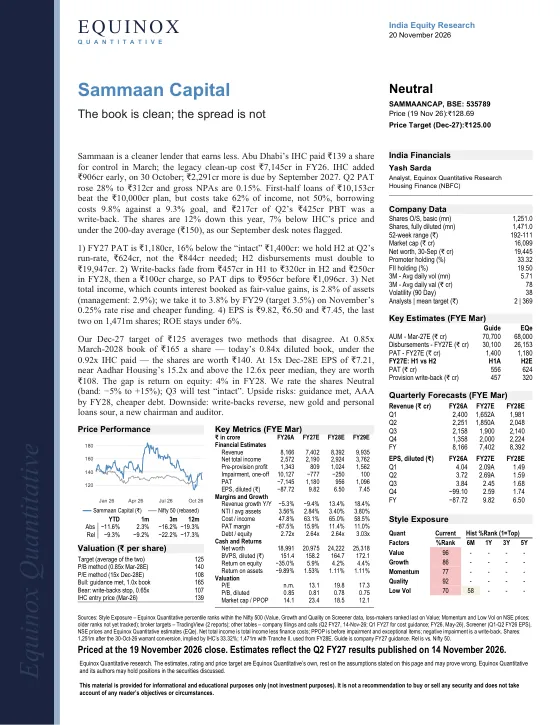 EQUINOX
QUANTITATIVE
India Equity Research
20 November 2026
Sammaan Capital
The book is clean; the spread is not
Neutral
SAMMAANCAP, BSE: 535789
Price (19 Nov 26):₹128.69
Price Target (Dec-27):₹125.00
Sammaan is a cleaner lender that earns less. Abu Dhabi's IHC paid ₹139 a share
for control in March; the legacy clean-up cost ₹7,145cr in FY26. IHC added
₹906cr early, on 30 October; ₹2,291cr more is due by September 2027. Q2 PAT
rose 28% to ₹312cr and gross NPAs are 0.15%. First-half loans of ₹10,153cr
beat the ₹10,000cr plan, but costs take 62% of income, not 50%, borrowing
costs 9.8% against a 9.3% goal, and ₹217cr of Q2's ₹425cr PBT was a
write-back. The shares are 12% down this year, 7% below IHC's price and
under the 200-day average (₹150), as our September desk notes flagged.
1) FY27 PAT is ₹1,180cr, 16% below the "intact" ₹1,400cr: we hold H2 at Q2's
run-rate, ₹624cr, not the ₹844cr needed; H2 disbursements must double to
₹19,947cr. 2) Write-backs fade from ₹457cr in H1 to ₹320cr in H2 and ₹250cr
in FY28, then a ₹100cr charge, so PAT dips to ₹956cr before ₹1,096cr. 3) Net
total income, which counts interest booked as fair-value gains, is 2.8% of assets
(management: 2.9%); we take it to 3.8% by FY29 (target 3.5%) on November's
0.25% rate rise and cheaper funding. 4) EPS is ₹9.82, ₹6.50 and ₹7.45, the last
two on 1,471m shares; ROE stays under 6%.
Our Dec-27 target of ₹125 averages two methods that disagree. At 0.85x
March-2028 book of ₹165 a share — today's 0.84x diluted book, under
the 0.92x IHC paid — the shares are worth ₹140. At 15x Dec-28E EPS of ₹7.21,
near Aadhar Housing's 15.2x and above the 12.6x peer median, they are worth
₹108. The gap is return on equity: 4% in FY28. We rate the shares Neutral
(band: −5% to +15%); Q3 will test "intact". Upside risks: guidance met, AAA
by FY28, cheaper debt. Downside: write-backs reverse, new gold and personal
loans sour, a new chairman and auditor.
India Financials
Yash Sarda
Analyst, Equinox Quantitative Research
Housing Finance (NBFC)
Company Data
Shares O/S, basic (mn) 1,251.0
Shares, fully diluted (mn) 1,471.0
52-week range (₹) 192-111
Market cap (₹ cr) 16,099
Net worth, 30-Sep (₹ cr) 19,445
Promoter holding (%) 33.32
FII holding (%) 19.50
3M - Avg daily vol (mn) 5.71
3M - Avg daily val (₹ cr) 78
Volatility (90 Day) 38
Analysts | mean target (₹) 2 | 369
Key Estimates (FYE Mar)
Guide EQe
AUM - Mar-27E (₹ cr) 70,700 68,000
Disbursements - FY27E (₹ cr) 30,100 26,153
PAT - FY27E (₹ cr) 1,400 1,180
FY27E: H1 vs H2 H1A H2E
PAT (₹ cr) 556 624
Provision write-back (₹ cr) 457 320
Quarterly Forecasts (FYE Mar)
Revenue (₹ cr) FY26A FY27E FY28E
Q1 2,400 1,652A 1,981
Q2 2,251 1,850A 2,048
Q3 2,158 1,900 2,140
Q4 1,358 2,000 2,224
FY 8,166 7,402 8,392
EPS, diluted (₹) FY26A FY27E FY28E
Q1 4.04 2.09A 1.49
Q2 3.72 2.69A 1.59
Q3 3.84 2.45 1.68
Q4 −99.10 2.59 1.74
FY −87.72 9.82 6.50
Style Exposure
Quant Current Hist %Rank (1=Top)
Factors %Rank 6M 1Y 3Y 5Y
Value 96 - - - -
Growth 86 - - - -
Momentum 77 - - - -
Quality 92 - - - -
Low Vol 70 58 - - -
Price Performance
180
160
140
120
Jan 26 Apr 26 Jul 26 Oct 26
Sammaan Capital (₹) Nifty 50 (rebased)
YTD 1m 3m 12m
Abs −11.6% 2.3% −16.2% −19.3%
Rel −9.3% −9.2% −22.2% −17.3%
Valuation (₹ per share)
Target (average of the two) 125
P/B method (0.85x Mar-28E) 140
P/E method (15x Dec-28E) 108
Bull: guidance met, 1.0x book 165
Bear: write-backs stop, 0.65x 107
IHC entry price (Mar-26) 139
Key Metrics (FYE Mar)
₹ in crore FY26A FY27E FY28E FY29E
Financial Estimates
Revenue 8,166 7,402 8,392 9,935
Net total income 2,572 2,190 2,924 3,762
Pre-provision profit 1,343 809 1,024 1,562
Impairment, one-off 10,127 −777 −250 100
PAT −7,145 1,180 956 1,096
EPS, diluted (₹) −87.72 9.82 6.50 7.45
Margins and Growth
Revenue growth Y/Y −5.3% −9.4% 13.4% 18.4%
NTI / avg assets 3.56% 2.84% 3.40% 3.80%
Cost / income 47.8% 63.1% 65.0% 58.5%
PAT margin −87.5% 15.9% 11.4% 11.0%
Debt / equity 2.72x 2.64x 2.64x 3.03x
Cash and Returns
Net worth 18,991 20,975 24,222 25,318
BVPS, diluted (₹) 151.4 158.2 164.7 172.1
Return on equity −35.0% 5.9% 4.2% 4.4%
Return on assets −9.89% 1.53% 1.11% 1.11%
Valuation
P/E n.m. 13.1 19.8 17.3
P/B, diluted 0.85 0.81 0.78 0.75
Market cap / PPOP 14.1 23.4 18.5 12.1
Priced at the 19 November 2026 close. Estimates reflect the Q2 FY27 results published on 14 November 2026.
Equinox Quantitative research. The estimates, rating and price target are Equinox Quantitative's own, rest on the assumptions stated on this page and may prove wrong. Equinox Quantitative
and its authors may hold positions in the securities discussed.
This material is provided for informational and educational purposes only (not investment purposes). It is not a recommendation to buy or sell any security and does not take
account of any reader's objectives or circumstances.
Equinox Quantitative